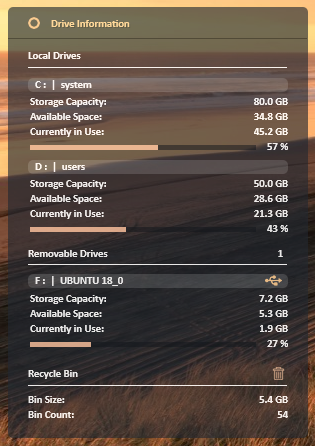 Drive Information
Local Drives
C : | system
Storage Capacity: 80.0 GB
Available Space: 34.8 GB
Currently in Use: 45.2 GB
57 %
D : | users
Storage Capacity: 50.0 GB
Available Space: 28.6 GB
Currently in Use: 21.3 GB
43 %
Removable Drives 1
F : | UBUNTU 18_0
Storage Capacity: 7.2 GB
Available Space: 5.3 GB
Currently in Use: 1.9 GB
27 %
Recycle Bin
Bin Size: 5.4 GB
Bin Count: 54